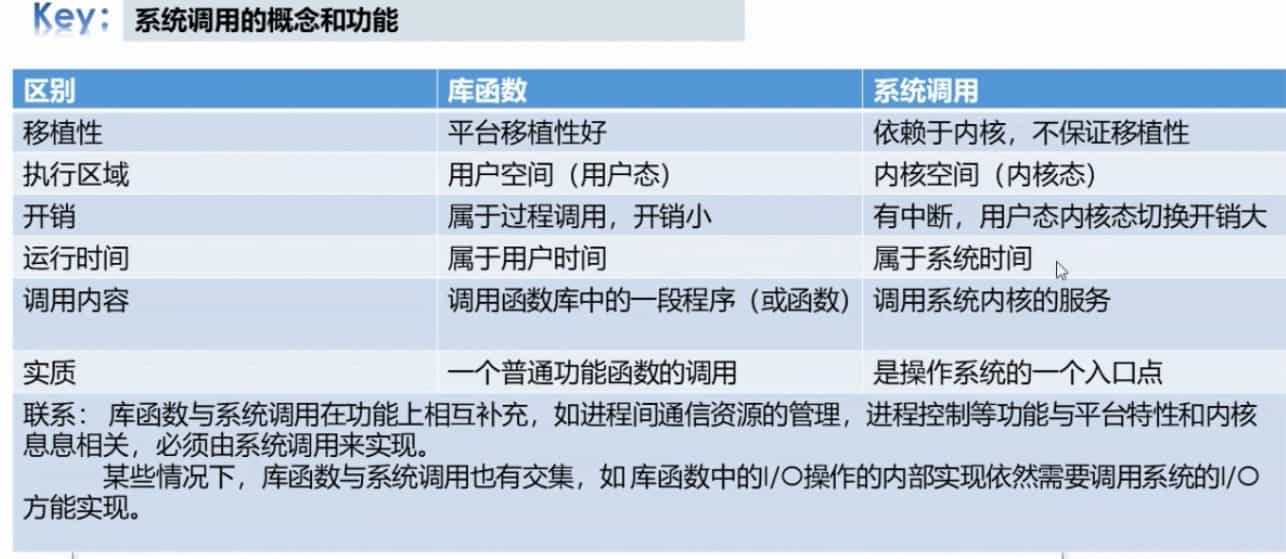 Key: 系统调用的概念和功能
区别 库函数 系统调用
移植性 平台移植性好 依赖于内核，不保证移植性
执行区域 用户空间（用户态） 内核空间（内核态）
开销 属于过程调用，开销小 有中断，用户态内核态切换开销大
运行时间 属于用户时间 属于系统时间
调用内容 调用函数库中的一段程序（或函数） 调用系统内核的服务
实质 一个普通功能函数的调用 是操作系统的一个入口点
联系： 库函数与系统调用在功能上相互补充，如进程间通信资源的管理，进程控制等功能与平台特性和内核
息息相关，必须由系统调用来实现。
某些情况下，库函数与系统调用也有交集，如 库函数中的I/O操作的内部实现依然需要调用系统的I/O
方能实现。